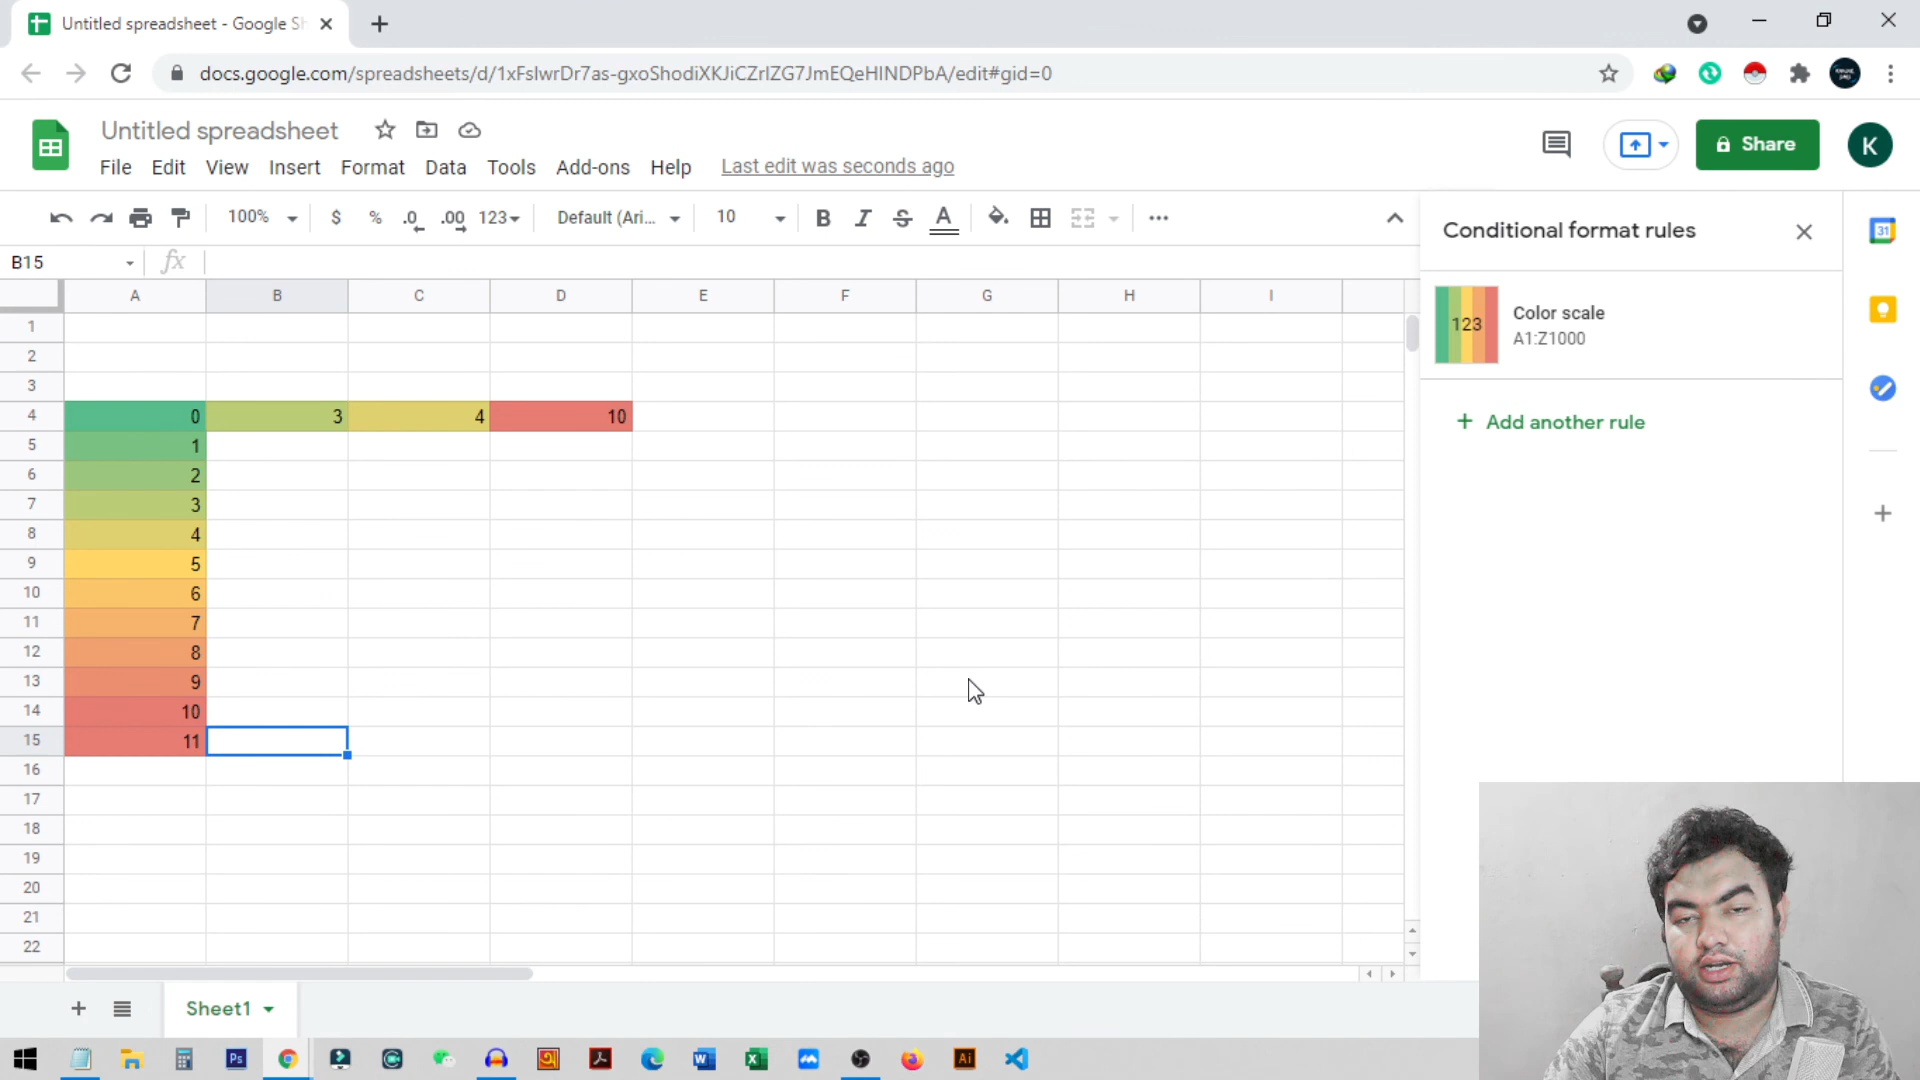 Untitled spreadsheet - Google Sh
docs.google.com/spreadsheets/d/1xFslwrDr7as-gxoShodiXKJiCZrIZG7JmEQeHINDPbA/edit#gid=0
Untitled spreadsheet
File Edit View Insert Format Data Tools Add-ons Help Last edit was seconds ago
Share
K
100% $ % .0 .00 123 Default (Ari... 10 B I S A
B15 fx
Conditional format rules
31
A B C D E F G H I
123
Color scale
A1:Z1000
Add another rule
1
2
3
4 0 3 4 10
5 1
6 2
7 3
8 4
9 5
10 6
11 7
12 8
13 9
14 10
15 11
16
17
18
19
20
21
22
Sheet1
Ps
W
X
Ai